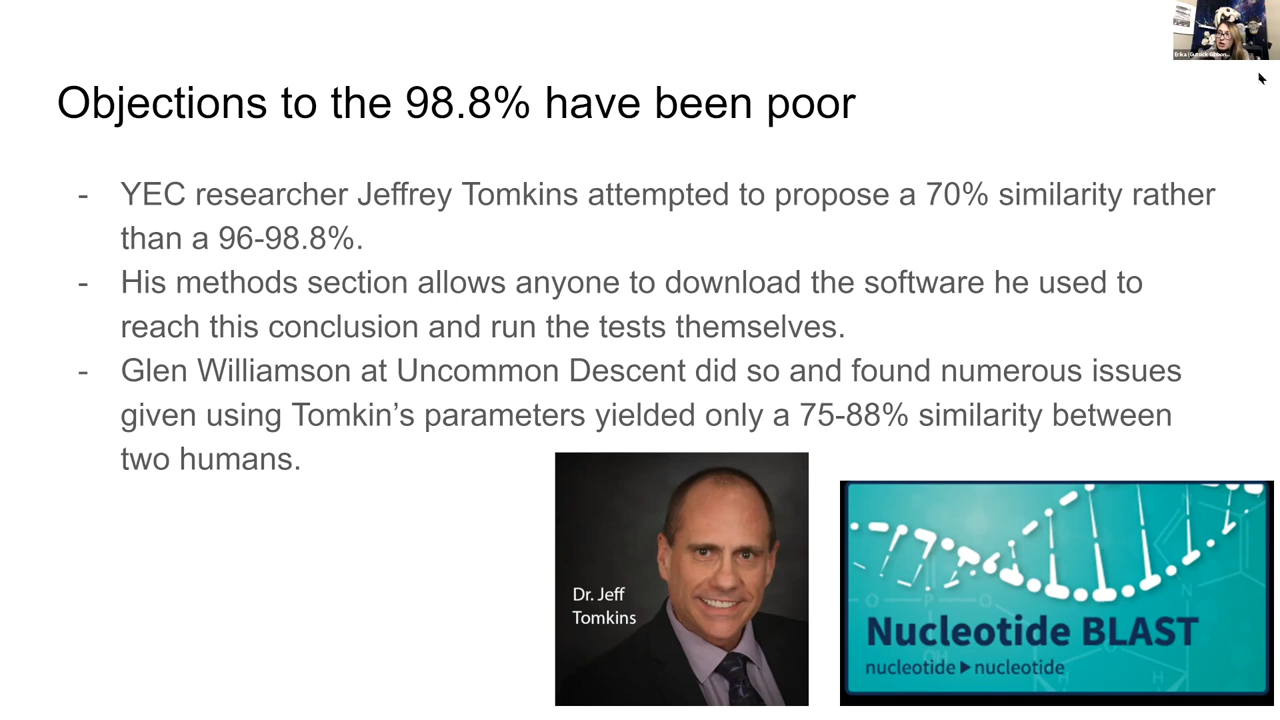 Erika (Gutsick Gibbon...
Objections to the 98.8% have been poor
- YEC researcher Jeffrey Tomkins attempted to propose a 70% similarity rather
than a 96-98.8%.
- His methods section allows anyone to download the software he used to
reach this conclusion and run the tests themselves.
- Glen Williamson at Uncommon Descent did so and found numerous issues
given using Tomkin’s parameters yielded only a 75-88% similarity between
two humans.
Dr. Jeff
Tomkins
Nucleotide BLAST
nucleotide ▶ nucleotide